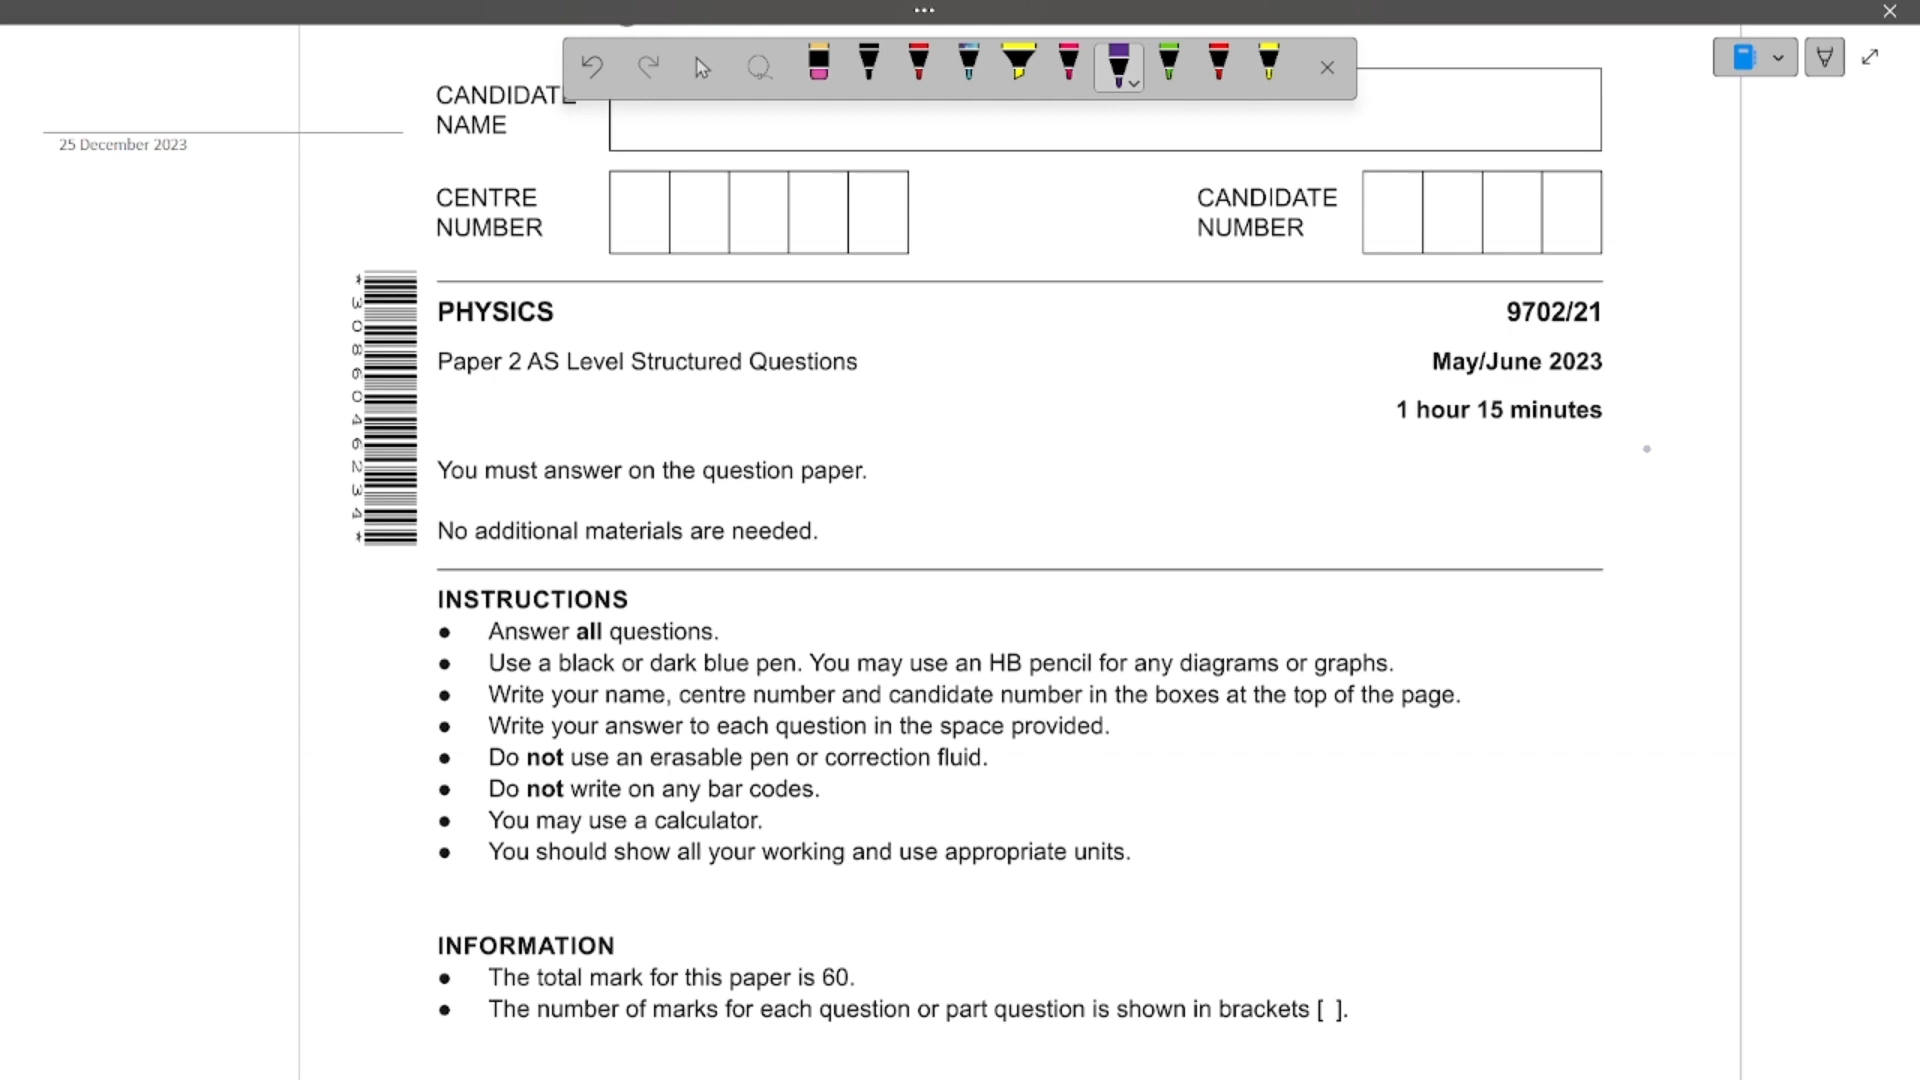 CANDIDATE
NAME
25 December 2023
CENTRE
NUMBER
CANDIDATE
NUMBER
*3086046234*
PHYSICS 9702/21
Paper 2 AS Level Structured Questions May/June 2023
1 hour 15 minutes
You must answer on the question paper.
No additional materials are needed.
INSTRUCTIONS
● Answer all questions.
● Use a black or dark blue pen. You may use an HB pencil for any diagrams or graphs.
● Write your name, centre number and candidate number in the boxes at the top of the page.
● Write your answer to each question in the space provided.
● Do not use an erasable pen or correction fluid.
● Do not write on any bar codes.
● You may use a calculator.
● You should show all your working and use appropriate units.
INFORMATION
● The total mark for this paper is 60.
● The number of marks for each question or part question is shown in brackets [ ].